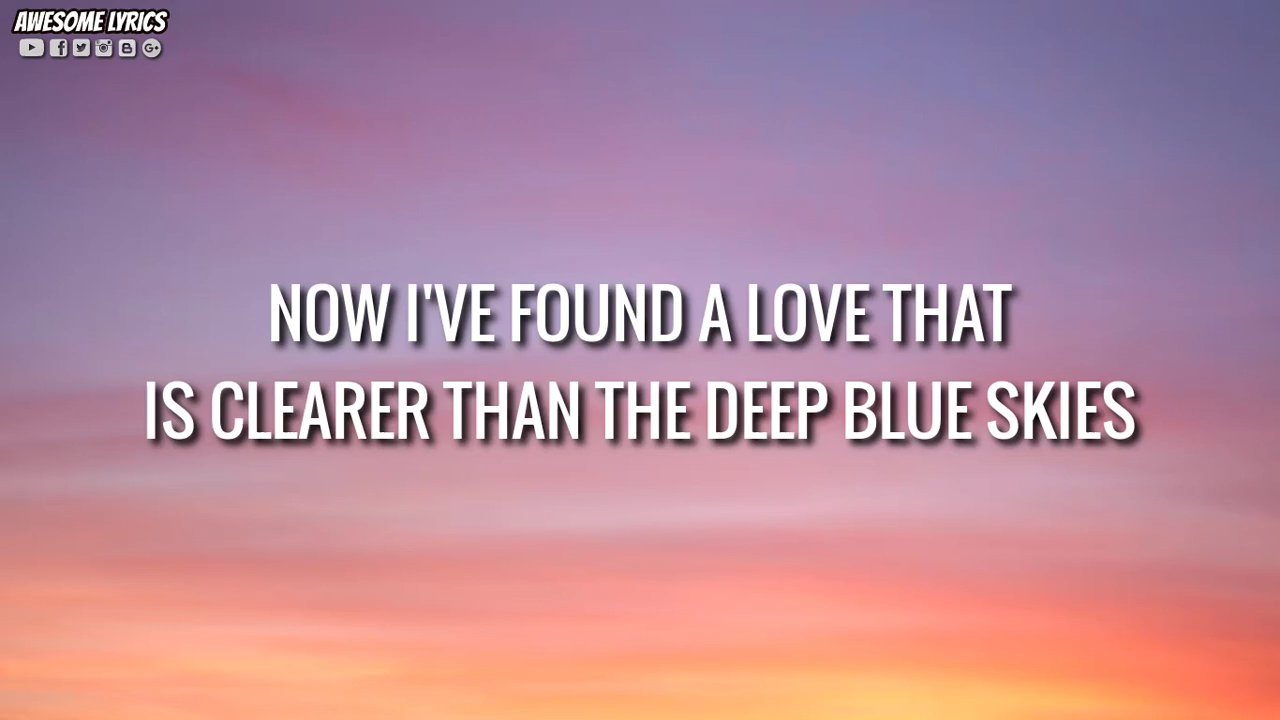 AWESOME LYRICS
NOW I'VE FOUND A LOVE THAT
IS CLEARER THAN THE DEEP BLUE SKIES